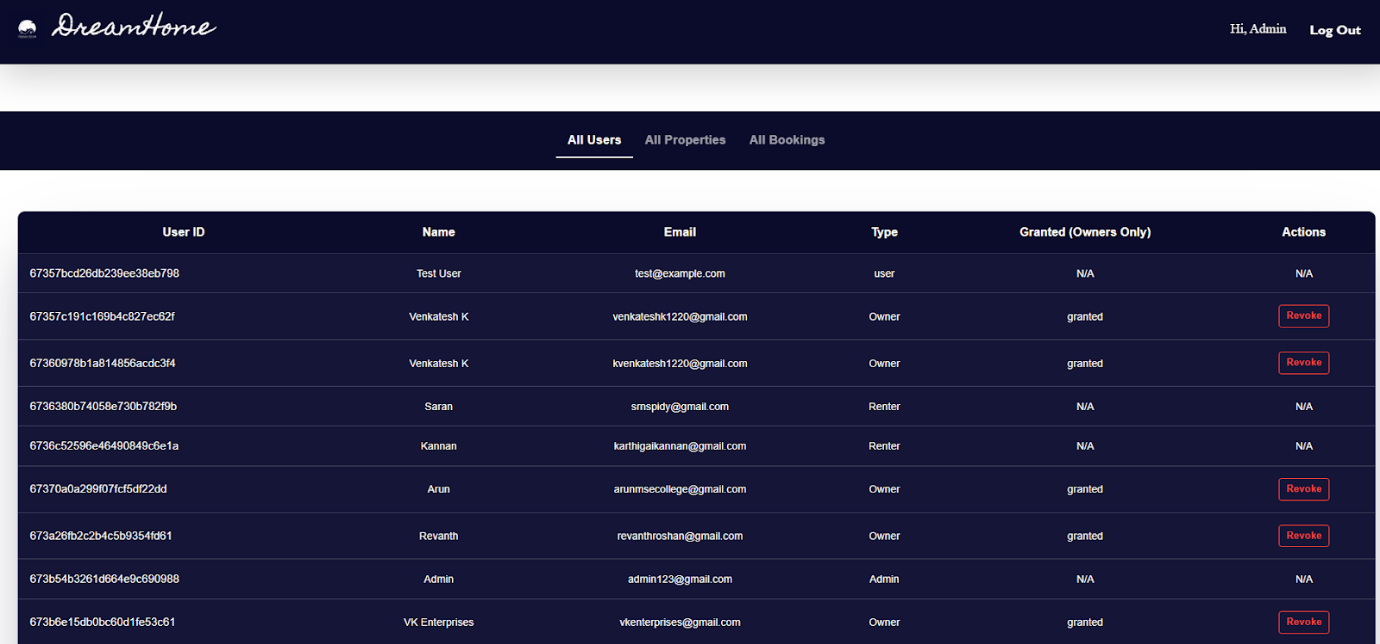 DreamHome
Hi, Admin Log Out
All Users All Properties All Bookings
User ID Name Email Type Granted (Owners Only) Actions
67357bcd26db239ee38eb798 Test User test@example.com user N/A N/A
67357c191c169b4c827ec62f Venkatesh K venkateshk1220@gmail.com Owner granted Revoke
67360978b1a814856acdc3f4 Venkatesh K kvenkatesh1220@gmail.com Owner granted Revoke
6736380b74058e730b782f9b Saran srnspidy@gmail.com Renter N/A N/A
6736c52596e46490849c6e1a Kannan karthigaikannan@gmail.com Renter N/A N/A
67370a0a299f07fcf5df22dd Arun arunmsecollege@gmail.com Owner granted Revoke
673a26fb2c2b4c5b9354fd61 Revanth revanthroshan@gmail.com Owner granted Revoke
673b54b3261d664e9c690988 Admin admin123@gmail.com Admin N/A N/A
673b6e15db0bc60d1fe53c61 VK Enterprises vkenterprises@gmail.com Owner granted Revoke